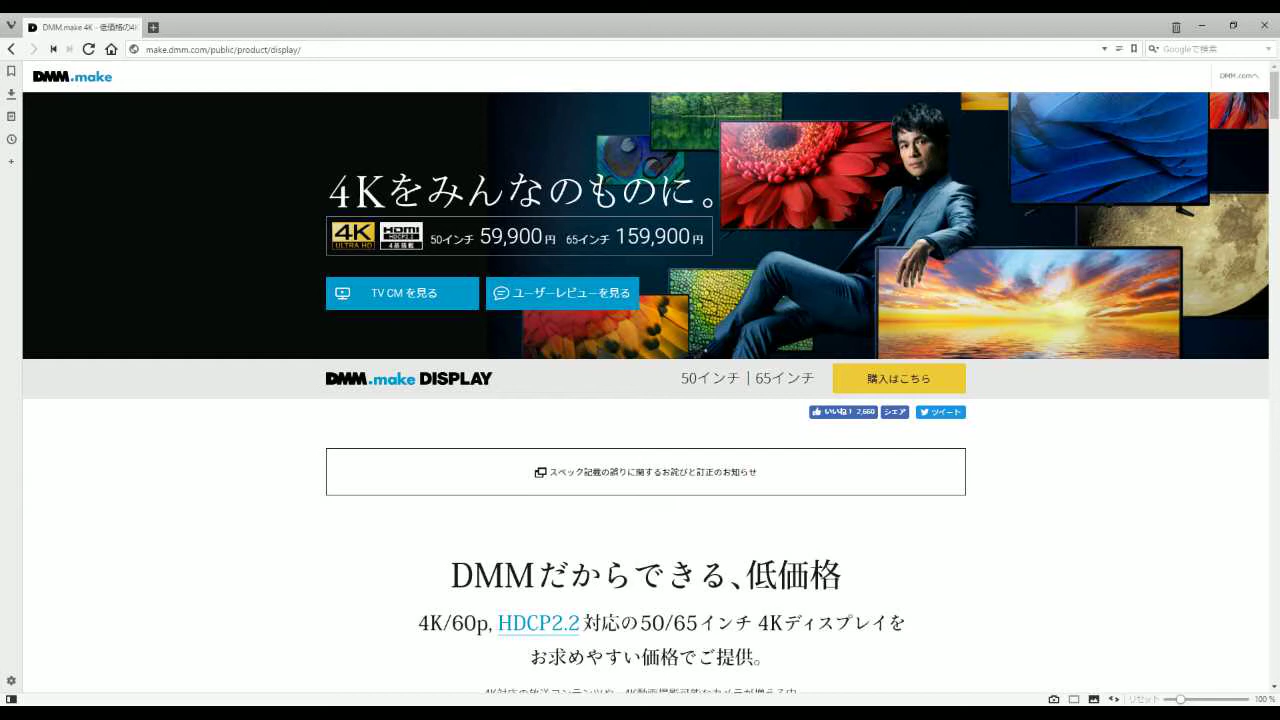 DMM.make 4K - 低価格の4K
make.dmm.com/public/product/display/
Googleで検索
DMM.make
DMM.comへ
4Kをみんなのものに。
4K ULTRA HD
HDMI HDCP2.2 4基搭載
50インチ 59,900円 65インチ 159,900円
TV CM を見る
ユーザーレビューを見る
DMM.make DISPLAY
50インチ | 65インチ
購入はこちら
いいね! 2,660 シェア ツイート
スペック記載の誤りに関するお詫びと訂正のお知らせ
DMMだからできる、低価格
4K/60p, HDCP2.2 対応の50/65インチ 4Kディスプレイを
お求めやすい価格でご提供。
リセット
100 %